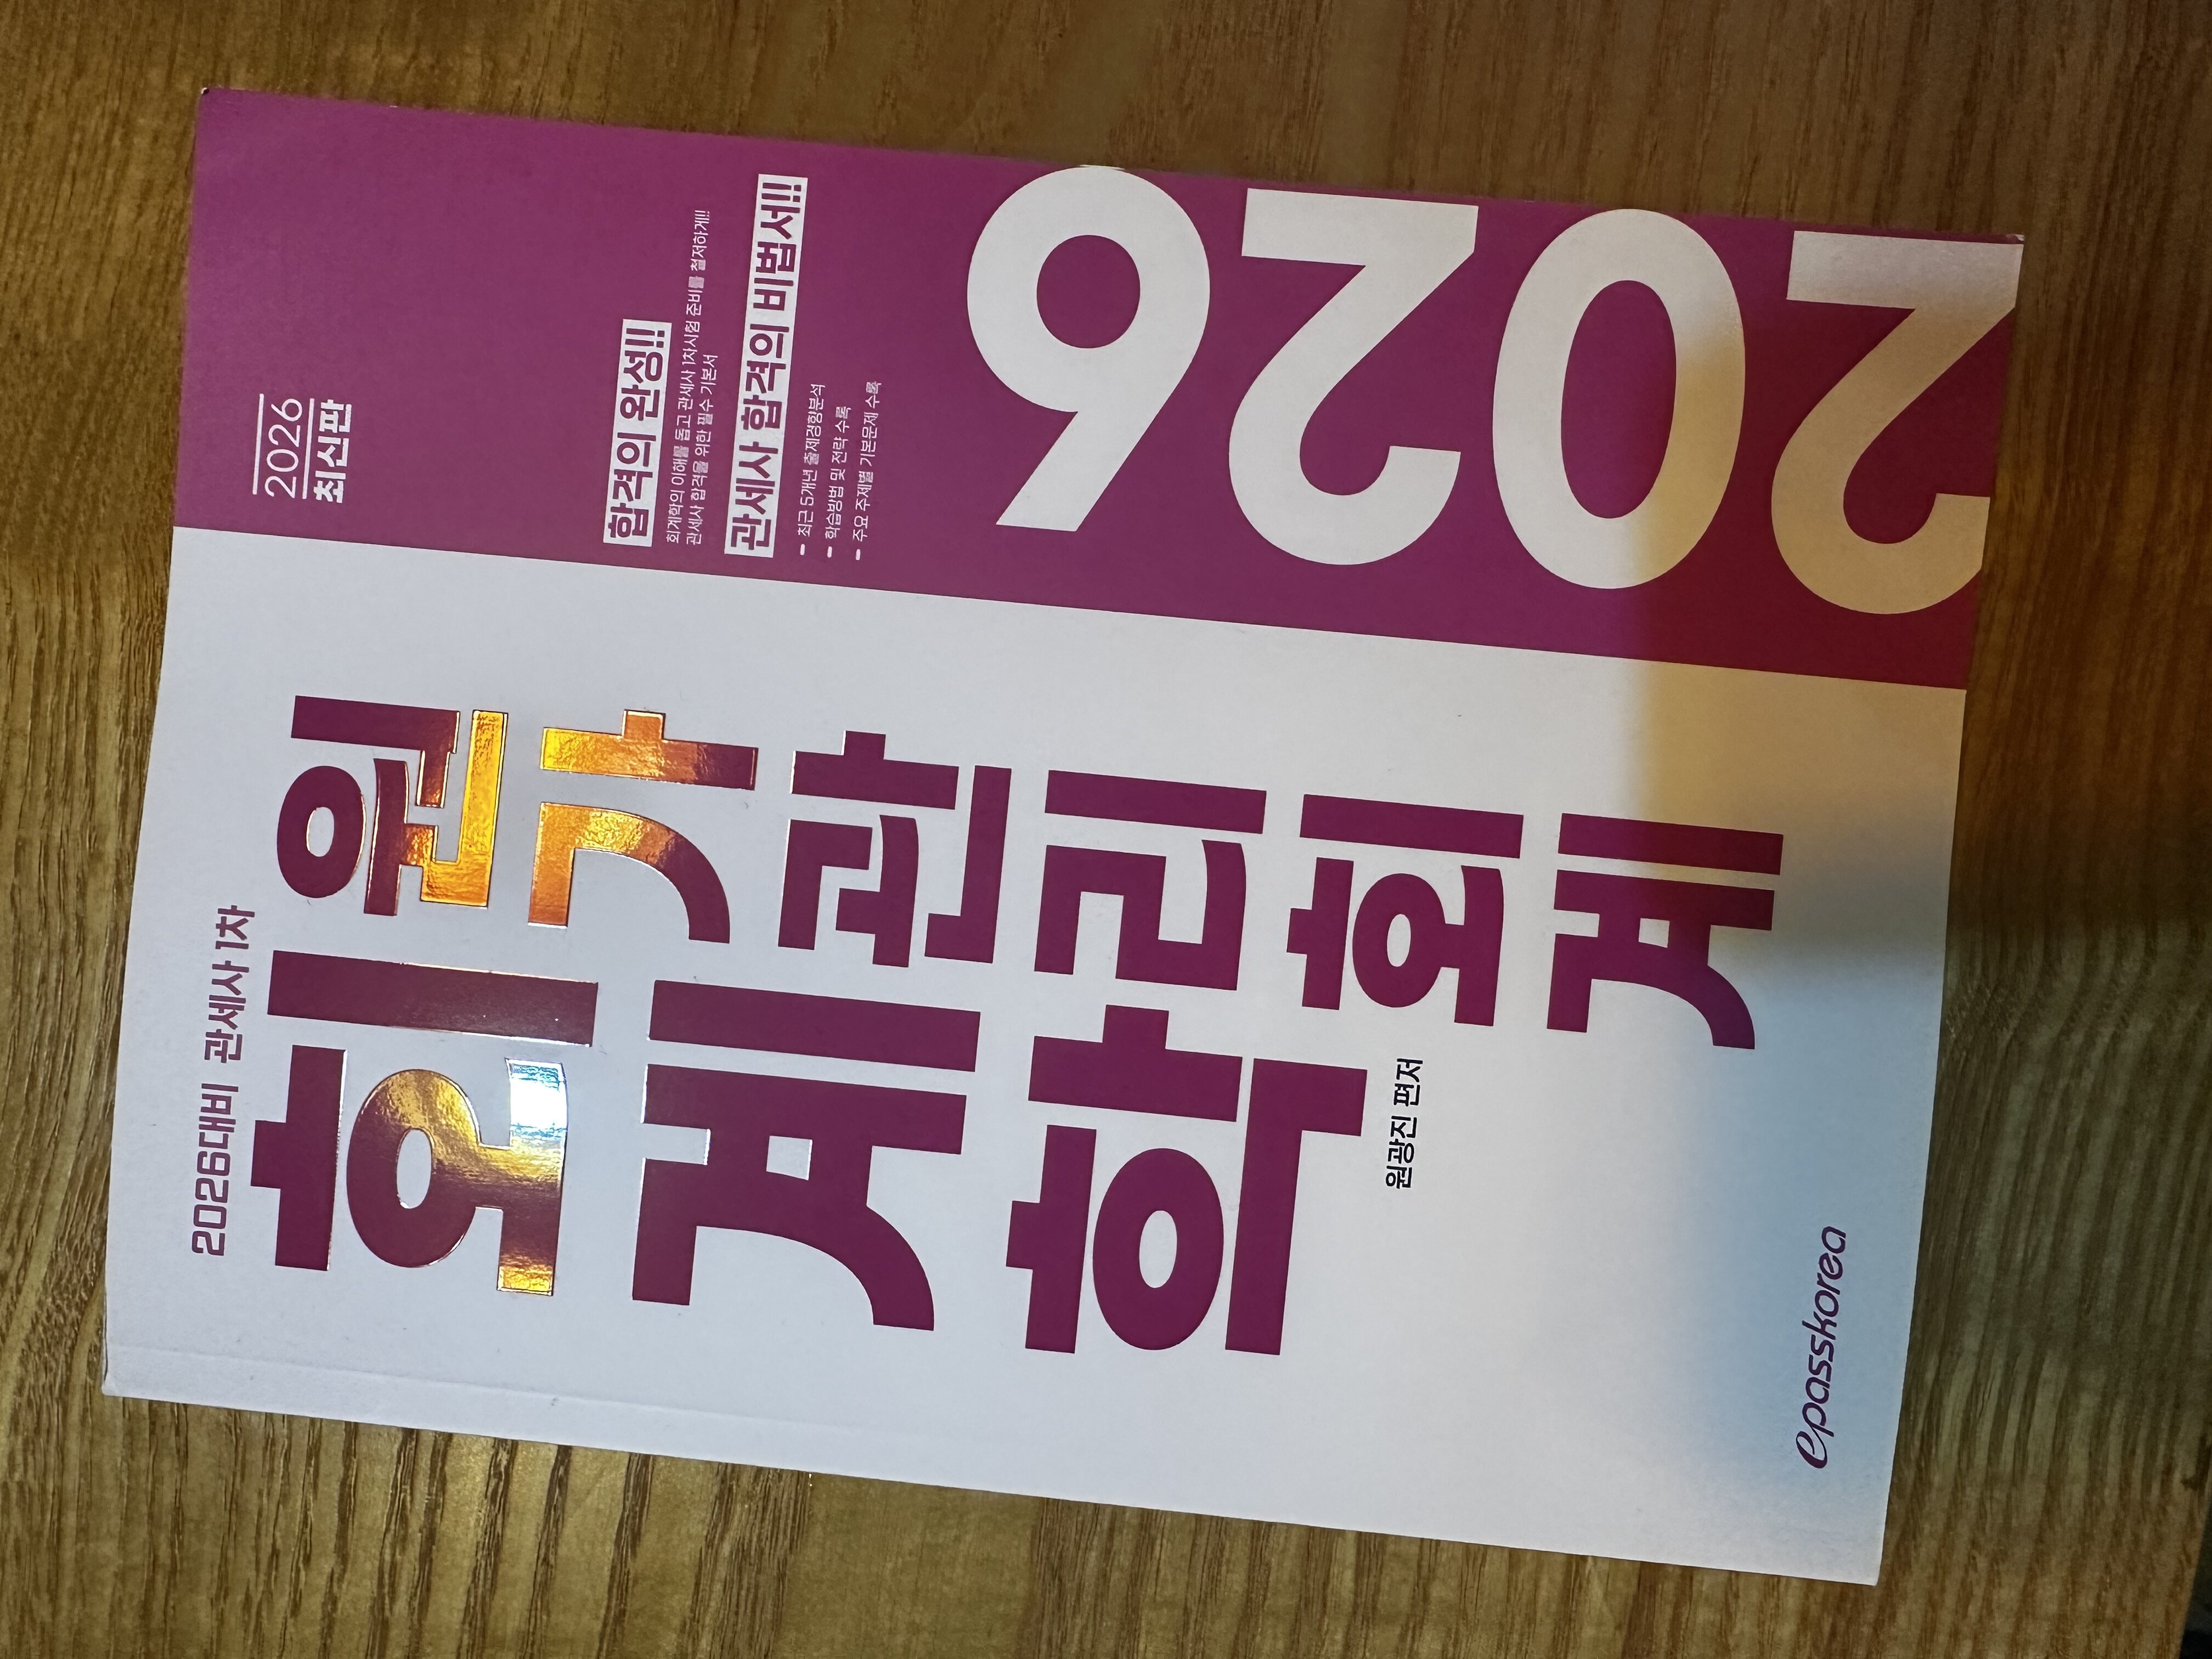 2026대비 관세사 1차
회계학
원가관리회계
원광진 편저
epasskorea
2026
최신판
합격의 완성!!
회계학의 이해를 돕고 관세사 1차시험 준비를 철저하게!!
관세사 합격을 위한 필수 기본서
관세사 합격의 비법서!!
- 최근 5개년 출제경향분석
- 학습방법 및 전략 수록
- 주요 주제별 기본문제 수록
2026